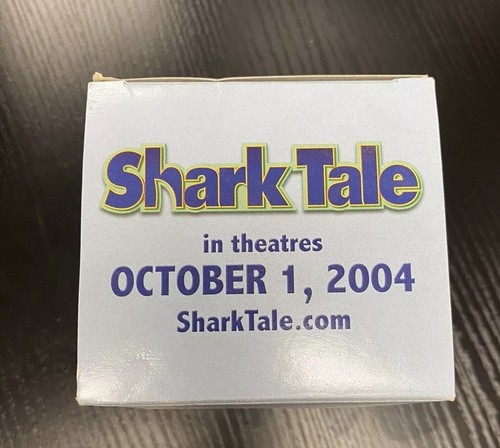 Shark Tale
in theatres
OCTOBER 1, 2004
SharkTale.com